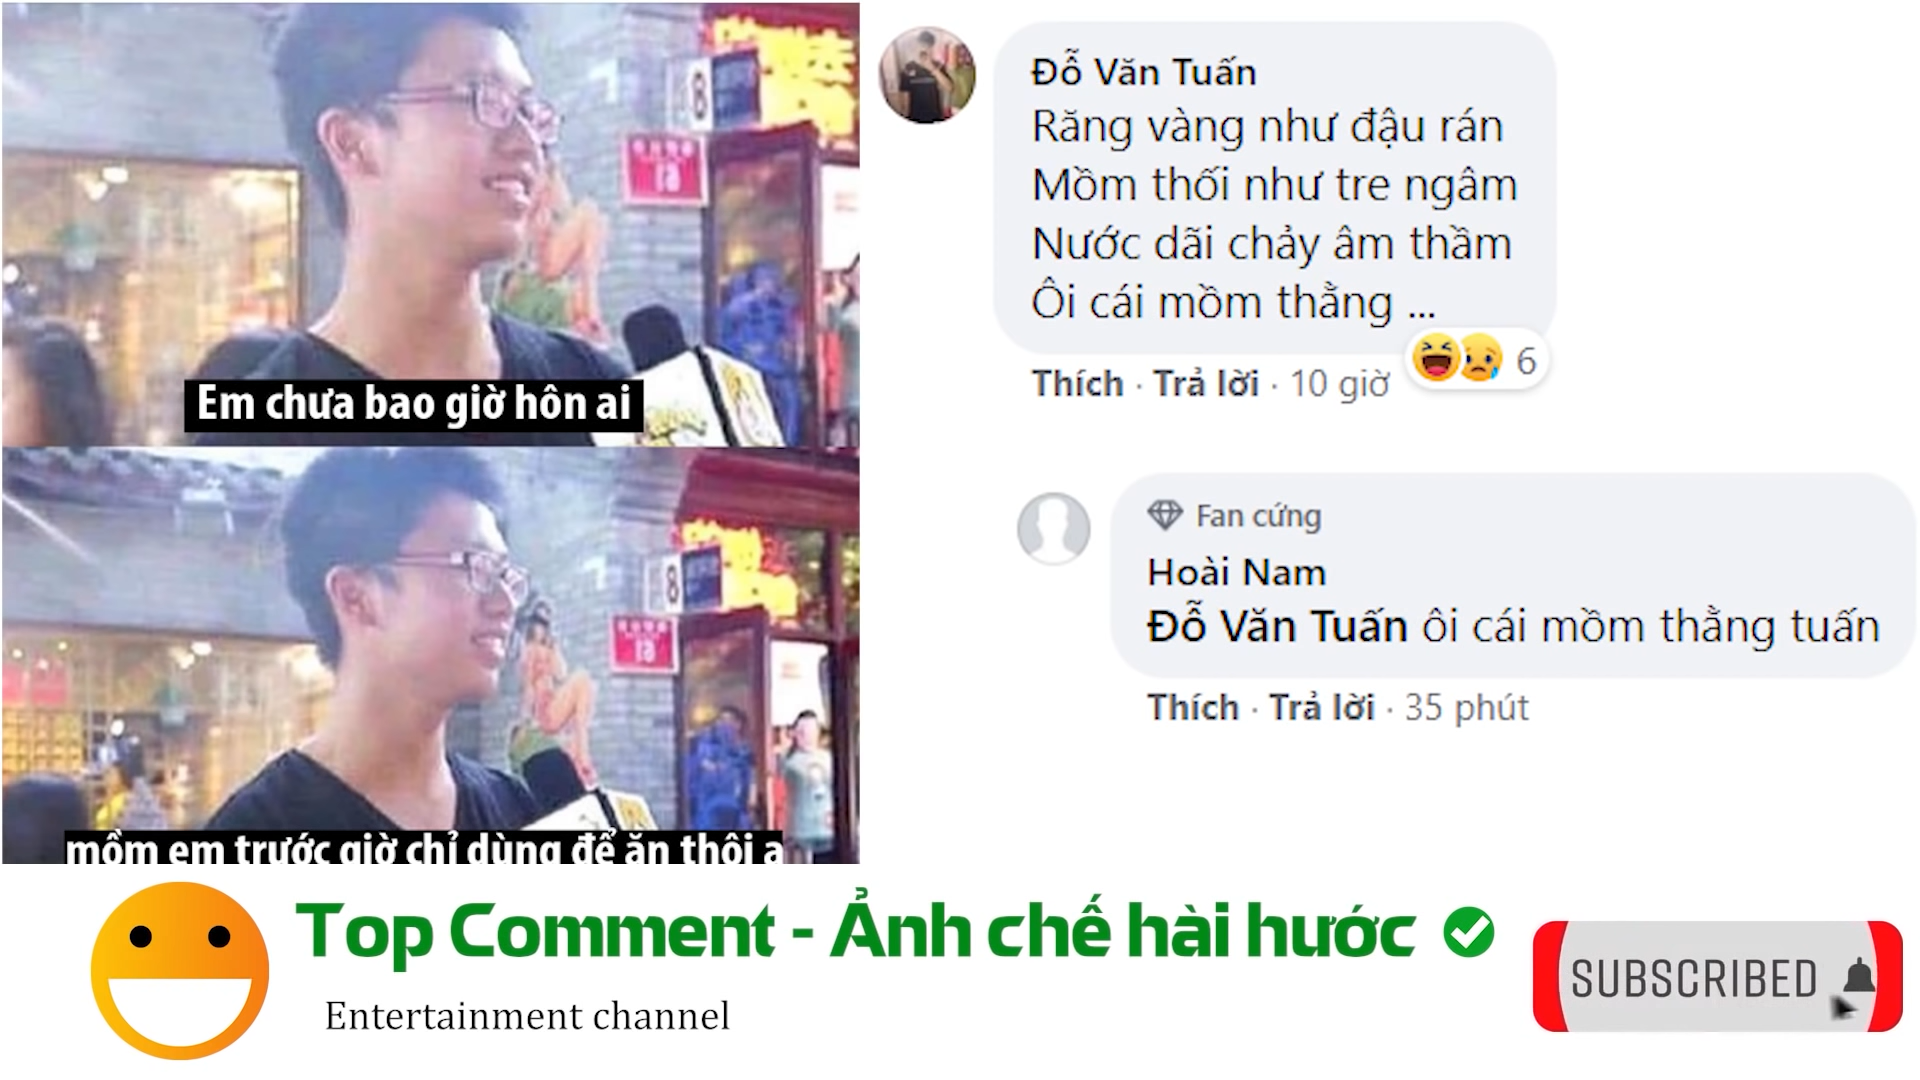 Em chưa bao giờ hôn ai
mồm em trước giờ chỉ dùng để ăn thôi ạ
Đỗ Văn Tuấn
Răng vàng như đậu rán
Mồm thối như tre ngâm
Nước dãi chảy âm thầm
Ôi cái mồm thằng ...
Thích · Trả lời · 10 giờ
6
Fan cứng
Hoài Nam
Đỗ Văn Tuấn ôi cái mồm thằng tuấn
Thích · Trả lời · 35 phút
Top Comment - Ảnh chế hài hước
Entertainment channel
SUBSCRIBED